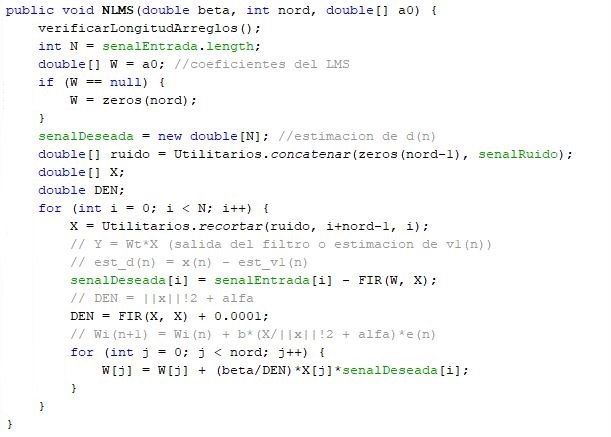 public void NLMS(double beta, int nord, double[] a0) {
verificarLongitudArreglos();
int N = senalEntrada.length;
double[] W = a0; //coeficientes del LMS
if (W == null) {
W = zeros(nord);
}
senalDeseada = new double[N]; //estimacion de d(n)
double[] ruido = Utilitarios.concatenar(zeros(nord-1), senalRuido);
double[] X;
double DEN;
for (int i = 0; i < N; i++) {
X = Utilitarios.recortar(ruido, i+nord-1, i);
// Y = Wt*X (salida del filtro o estimacion de v1(n))
// est_d(n) = x(n) - est_v1(n)
senalDeseada[i] = senalEntrada[i] - FIR(W, X);
// DEN = ||x||!2 + alfa
DEN = FIR(X, X) + 0.0001;
// Wi(n+1) = Wi(n) + b*(X/||x||!2 + alfa)*e(n)
for (int j = 0; j < nord; j++) {
W[j] = W[j] + (beta/DEN)*X[j]*senalDeseada[i];
}
}
}